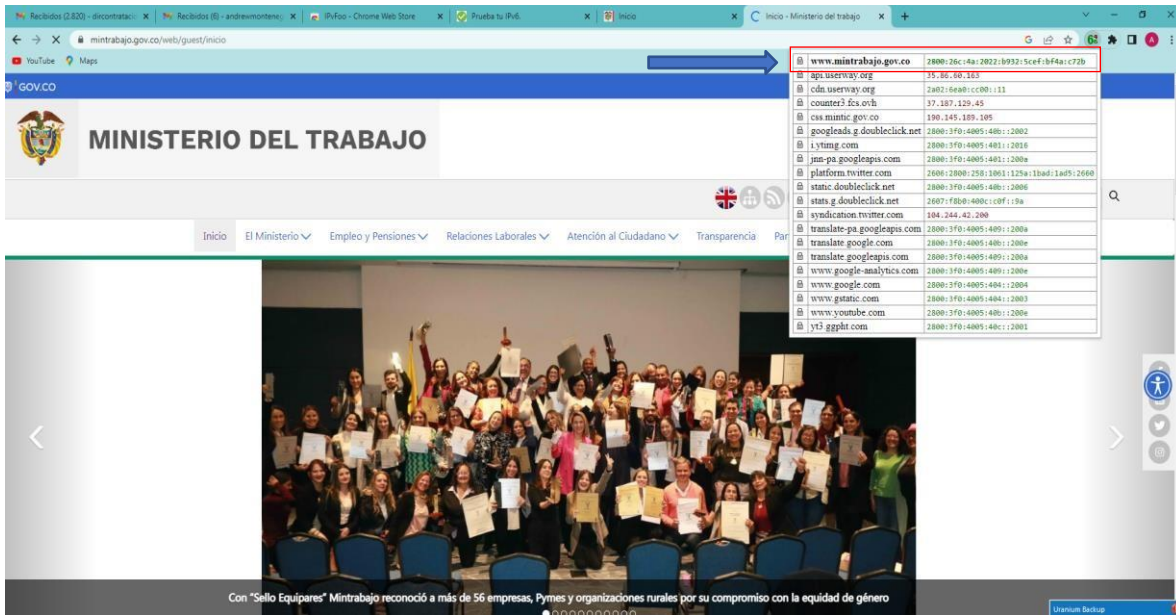 Recibidos (2.820) - dircontratacio
Recibidos (6) - andrewmontene
IPvFoo - Chrome Web Store
Prueba tu IPv6.
Inicio
Inicio - Ministerio del trabajo
mintrabajo.gov.co/web/guest/inicio
YouTube Maps
GOV.CO
MINISTERIO DEL TRABAJO
www.mintrabajo.gov.co 2800:26c:4a:2022:b932:5cef:bf4a:c72b
api.userway.org 35.86.60.163
cdn.userway.org 2a02:6ea0:cc00::11
counter3.fcs.ovh 37.187.129.45
css.mintic.gov.co 190.145.189.105
googleads.g.doubleclick.net 2800:3f0:4005:40b::2002
i.ytimg.com 2800:3f0:4005:401::2016
jnn-pa.googleapis.com 2800:3f0:4005:401::200a
platform.twitter.com 2606:2800:258:1061:125a:1bad:1ad5:2660
static.doubleclick.net 2800:3f0:4005:40b::2006
stats.g.doubleclick.net 2607:f8b0:400c:c0f::9a
syndication.twitter.com 104.244.42.200
translate-pa.googleapis.com 2800:3f0:4005:409::200a
translate.google.com 2800:3f0:4005:40b::200e
translate.googleapis.com 2800:3f0:4005:409::200a
www.google-analytics.com 2800:3f0:4005:409::200e
www.google.com 2800:3f0:4005:404::2004
www.gstatic.com 2800:3f0:4005:404::2003
www.youtube.com 2800:3f0:4005:40b::200e
yt3.ggpht.com 2800:3f0:4005:40c::2001
Inicio El Ministerio Empleo y Pensiones Relaciones Laborales Atención al Ciudadano Transparencia Par
Con "Sello Equipares" Mintrabajo reconoció a más de 56 empresas, Pymes y organizaciones rurales por su compromiso con la equidad de género
Uranium Backup